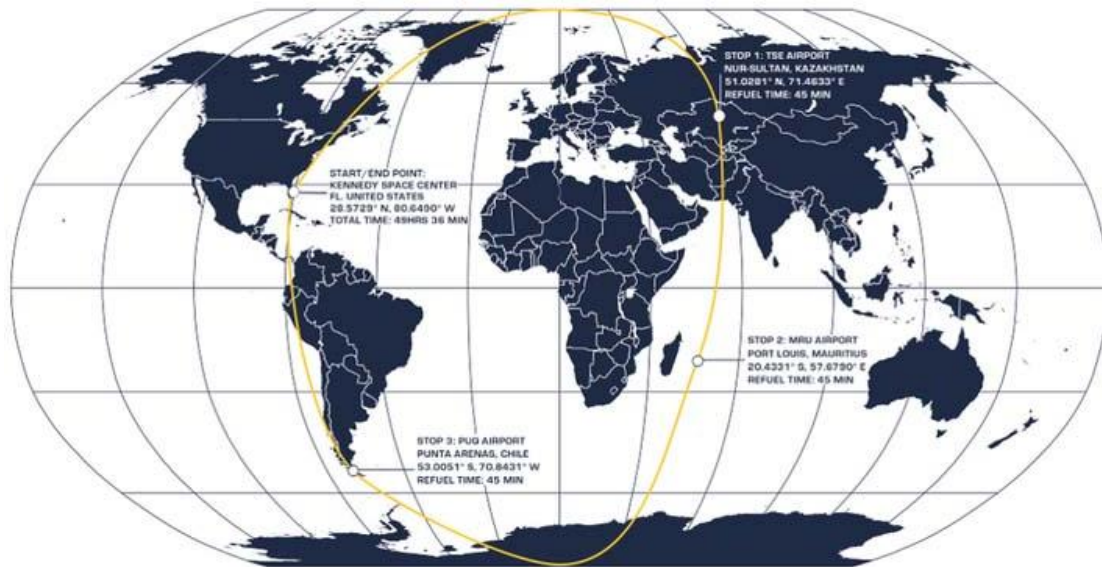 STOP 1: TSE AIRPORT
NUR-SULTAN, KAZAKHSTAN
51.0281° N, 71.4633° E
REFUEL TIME: 45 MIN
START/END POINT:
KENNEDY SPACE CENTER
FL. UNITED STATES
28.5729° N, 80.6490° W
TOTAL TIME: 49HRS 36 MIN
STOP 2: MRU AIRPORT
PORT LOUIS, MAURITIUS
20.4331° S, 57.6790° E
REFUEL TIME: 45 MIN
STOP 3: PUQ AIRPORT
PUNTA ARENAS, CHILE
53.0051° S, 70.8431° W
REFUEL TIME: 45 MIN